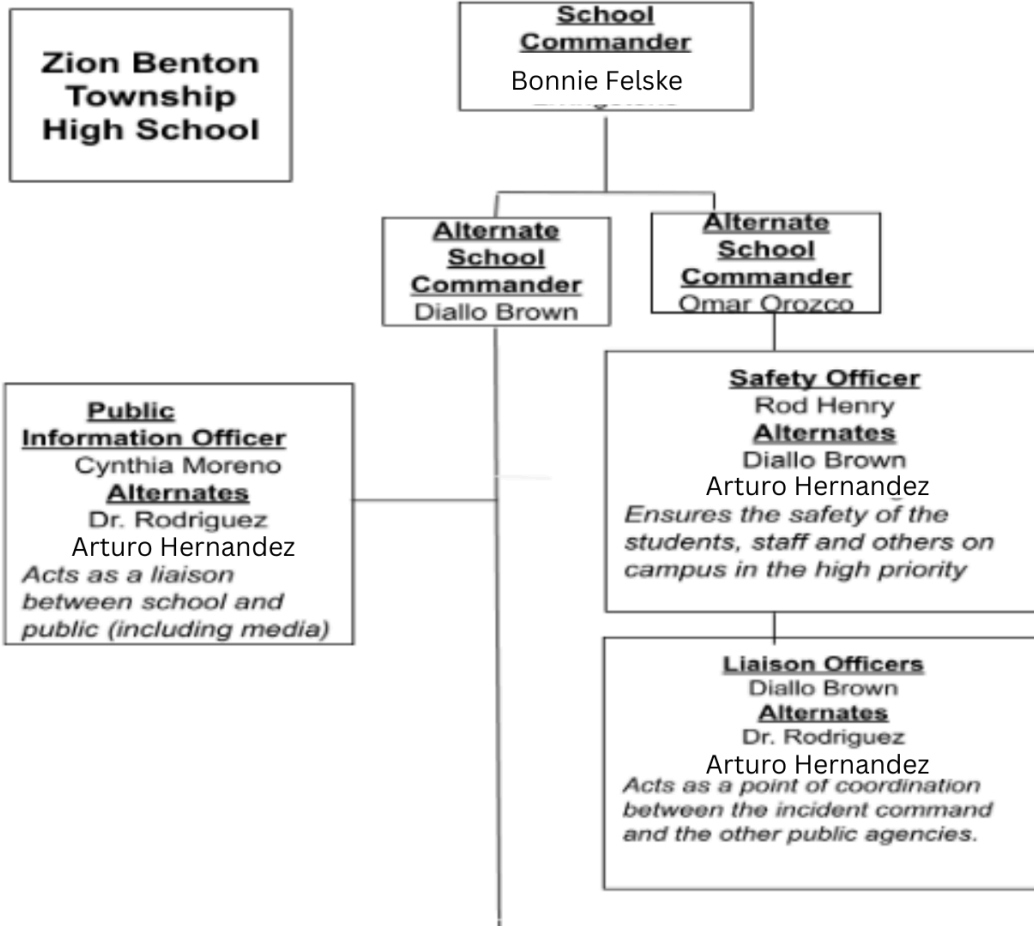 Zion Benton
Township
High School
School
Commander
Bonnie Felske
Alternate
School
Commander
Diallo Brown
Alternate
School
Commander
Omar Orozco
Public
Information Officer
Cynthia Moreno
Alternates
Dr. Rodriguez
Arturo Hernandez
Acts as a liaison
between school and
public (including media)
Safety Officer
Rod Henry
Alternates
Diallo Brown
Arturo Hernandez
Ensures the safety of the
students, staff and others on
campus in the high priority
Liaison Officers
Diallo Brown
Alternates
Dr. Rodriguez
Arturo Hernandez
Acts as a point of coordination
between the incident command
and the other public agencies.